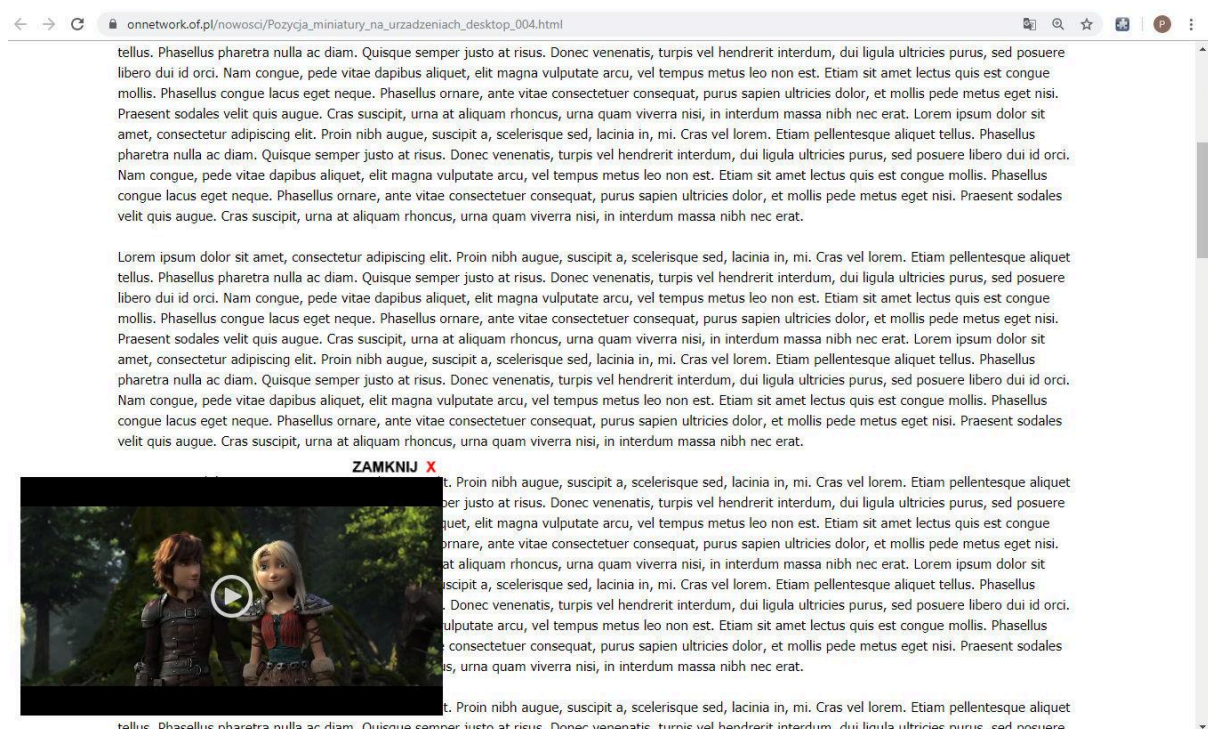 onnetwork.of.pl/nowosci/Pozycja_miniatury_na_urzadzeniach_desktop_004.html
P
tellus. Phasellus pharetra nulla ac diam. Quisque semper justo at risus. Donec venenatis, turpis vel hendrerit interdum, dui ligula ultricies purus, sed posuere
libero dui id orci. Nam congue, pede vitae dapibus aliquet, elit magna vulputate arcu, vel tempus metus leo non est. Etiam sit amet lectus quis est congue
mollis. Phasellus congue lacus eget neque. Phasellus ornare, ante vitae consectetuer consequat, purus sapien ultricies dolor, et mollis pede metus eget nisi.
Praesent sodales velit quis augue. Cras suscipit, urna at aliquam rhoncus, urna quam viverra nisi, in interdum massa nibh nec erat. Lorem ipsum dolor sit
amet, consectetur adipiscing elit. Proin nibh augue, suscipit a, scelerisque sed, lacinia in, mi. Cras vel lorem. Etiam pellentesque aliquet tellus. Phasellus
pharetra nulla ac diam. Quisque semper justo at risus. Donec venenatis, turpis vel hendrerit interdum, dui ligula ultricies purus, sed posuere libero dui id orci.
Nam congue, pede vitae dapibus aliquet, elit magna vulputate arcu, vel tempus metus leo non est. Etiam sit amet lectus quis est congue mollis. Phasellus
congue lacus eget neque. Phasellus ornare, ante vitae consectetuer consequat, purus sapien ultricies dolor, et mollis pede metus eget nisi. Praesent sodales
velit quis augue. Cras suscipit, urna at aliquam rhoncus, urna quam viverra nisi, in interdum massa nibh nec erat.
Lorem ipsum dolor sit amet, consectetur adipiscing elit. Proin nibh augue, suscipit a, scelerisque sed, lacinia in, mi. Cras vel lorem. Etiam pellentesque aliquet
tellus. Phasellus pharetra nulla ac diam. Quisque semper justo at risus. Donec venenatis, turpis vel hendrerit interdum, dui ligula ultricies purus, sed posuere
libero dui id orci. Nam congue, pede vitae dapibus aliquet, elit magna vulputate arcu, vel tempus metus leo non est. Etiam sit amet lectus quis est congue
mollis. Phasellus congue lacus eget neque. Phasellus ornare, ante vitae consectetuer consequat, purus sapien ultricies dolor, et mollis pede metus eget nisi.
Praesent sodales velit quis augue. Cras suscipit, urna at aliquam rhoncus, urna quam viverra nisi, in interdum massa nibh nec erat. Lorem ipsum dolor sit
amet, consectetur adipiscing elit. Proin nibh augue, suscipit a, scelerisque sed, lacinia in, mi. Cras vel lorem. Etiam pellentesque aliquet tellus. Phasellus
pharetra nulla ac diam. Quisque semper justo at risus. Donec venenatis, turpis vel hendrerit interdum, dui ligula ultricies purus, sed posuere libero dui id orci.
Nam congue, pede vitae dapibus aliquet, elit magna vulputate arcu, vel tempus metus leo non est. Etiam sit amet lectus quis est congue mollis. Phasellus
congue lacus eget neque. Phasellus ornare, ante vitae consectetuer consequat, purus sapien ultricies dolor, et mollis pede metus eget nisi. Praesent sodales
velit quis augue. Cras suscipit, urna at aliquam rhoncus, urna quam viverra nisi, in interdum massa nibh nec erat.
ZAMKNIJ X
t. Proin nibh augue, suscipit a, scelerisque sed, lacinia in, mi. Cras vel lorem. Etiam pellentesque aliquet
per justo at risus. Donec venenatis, turpis vel hendrerit interdum, dui ligula ultricies purus, sed posuere
quet, elit magna vulputate arcu, vel tempus metus leo non est. Etiam sit amet lectus quis est congue
ornare, ante vitae consectetuer consequat, purus sapien ultricies dolor, et mollis pede metus eget nisi.
at aliquam rhoncus, urna quam viverra nisi, in interdum massa nibh nec erat. Lorem ipsum dolor sit
uscipit a, scelerisque sed, lacinia in, mi. Cras vel lorem. Etiam pellentesque aliquet tellus. Phasellus
. Donec venenatis, turpis vel hendrerit interdum, dui ligula ultricies purus, sed posuere libero dui id orci.
vulputate arcu, vel tempus metus leo non est. Etiam sit amet lectus quis est congue mollis. Phasellus
consectetuer consequat, purus sapien ultricies dolor, et mollis pede metus eget nisi. Praesent sodales
s, urna quam viverra nisi, in interdum massa nibh nec erat.
t. Proin nibh augue, suscipit a, scelerisque sed, lacinia in, mi. Cras vel lorem. Etiam pellentesque aliquet
tellus. Phasellus pharetra nulla ac diam. Quisque semper justo at risus. Donec venenatis, turpis vel hendrerit interdum, dui ligula ultricies purus, sed posuere